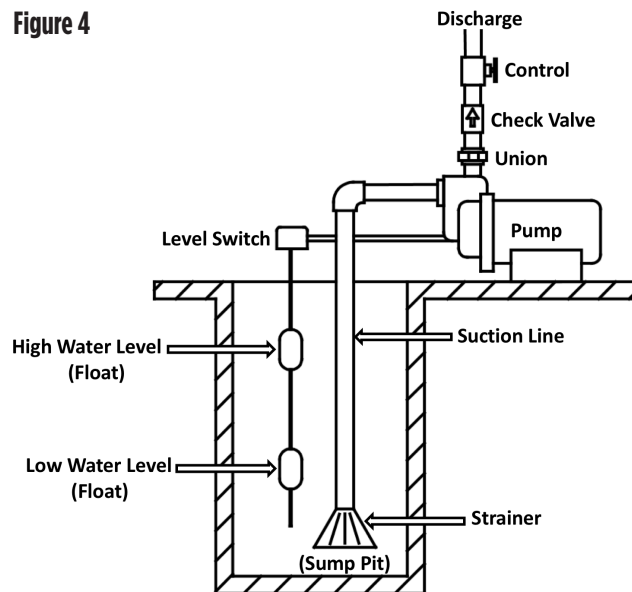 Figure 4
Discharge
Control
Check Valve
Union
Level Switch
Pump
High Water Level
(Float)
Suction Line
Low Water Level
(Float)
Strainer
(Sump Pit)